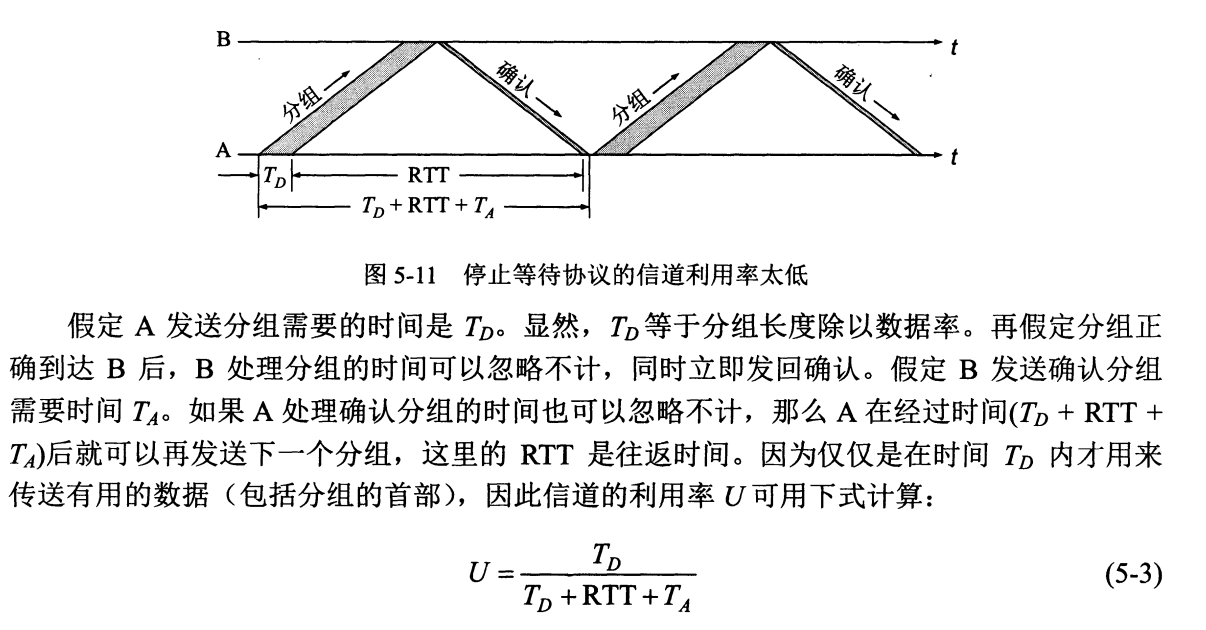 B
t
分组
确认
分组
确认
A
t
T_D
RTT
T_D + RTT + T_A
图 5-11 停止等待协议的信道利用率太低
假定 A 发送分组需要的时间是 T_D。显然，T_D 等于分组长度除以数据率。再假定分组正
确到达 B 后，B 处理分组的时间可以忽略不计，同时立即发回确认。假定 B 发送确认分组
需要时间 T_A。如果 A 处理确认分组的时间也可以忽略不计，那么 A 在经过时间(T_D + RTT +
T_A)后就可以再发送下一个分组，这里的 RTT 是往返时间。因为仅仅是在时间 T_D 内才用来
传送有用的数据（包括分组的首部），因此信道的利用率 U 可用下式计算：
U = T_D / (T_D + RTT + T_A) (5-3)